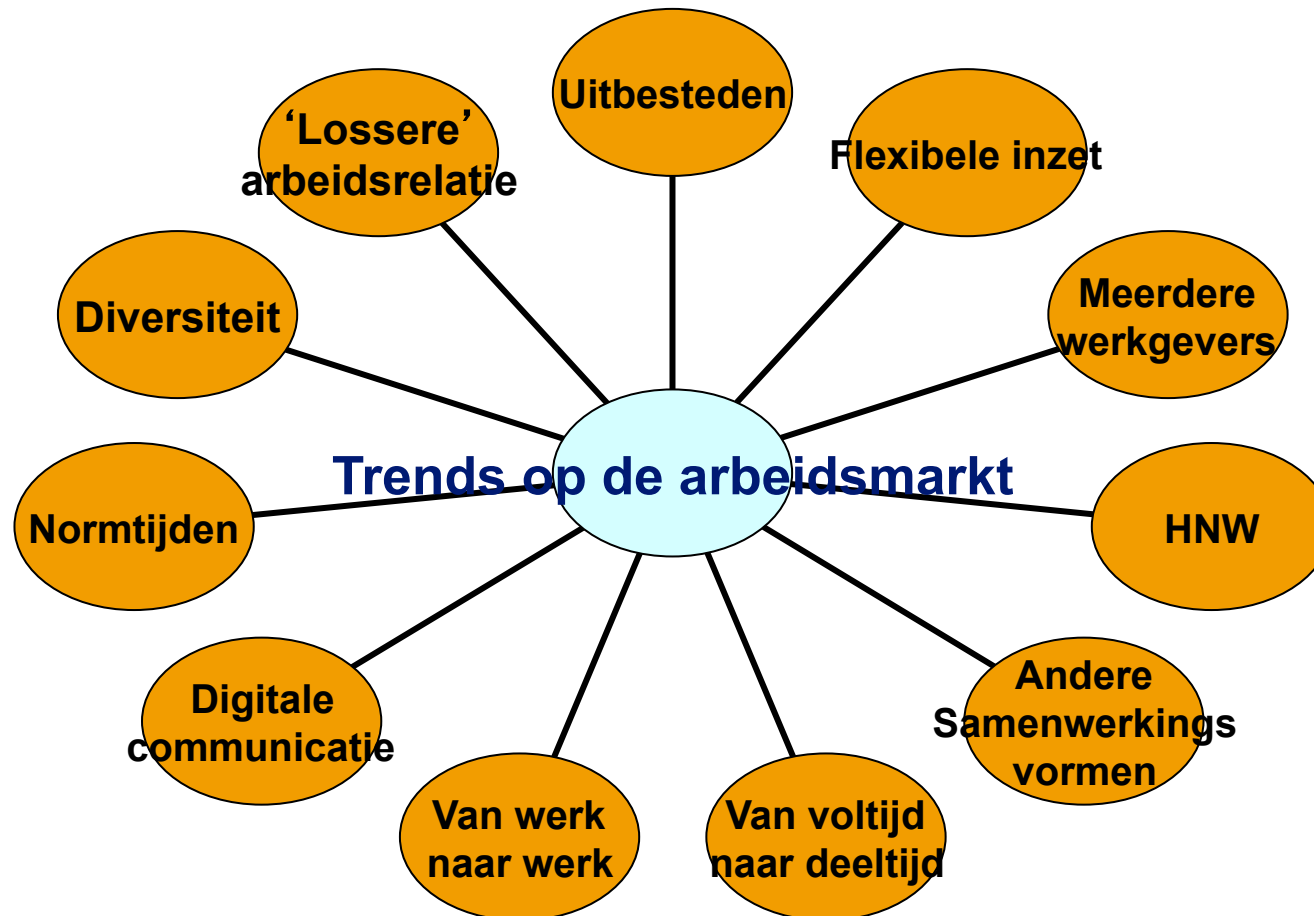 Uitbesteden
‘Lossere’
arbeidsrelatie
Flexibele inzet
Diversiteit
Meerdere
werkgevers
Trends op de arbeidsmarkt
Normtijden
HNW
Digitale
communicatie
Andere
Samenwerkings
vormen
Van werk
naar werk
Van voltijd
naar deeltijd